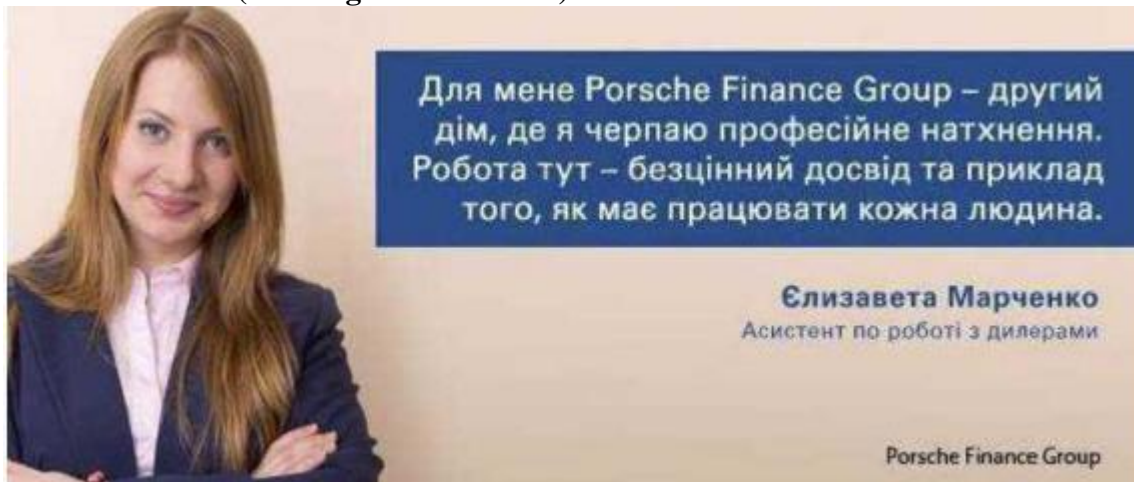 Для мене Porsche Finance Group – другий
дім, де я черпаю професійне натхнення.
Робота тут – безцінний досвід та приклад
того, як має працювати кожна людина.
Єлизавета Марченко
Асистент по роботі з дилерами
Porsche Finance Group